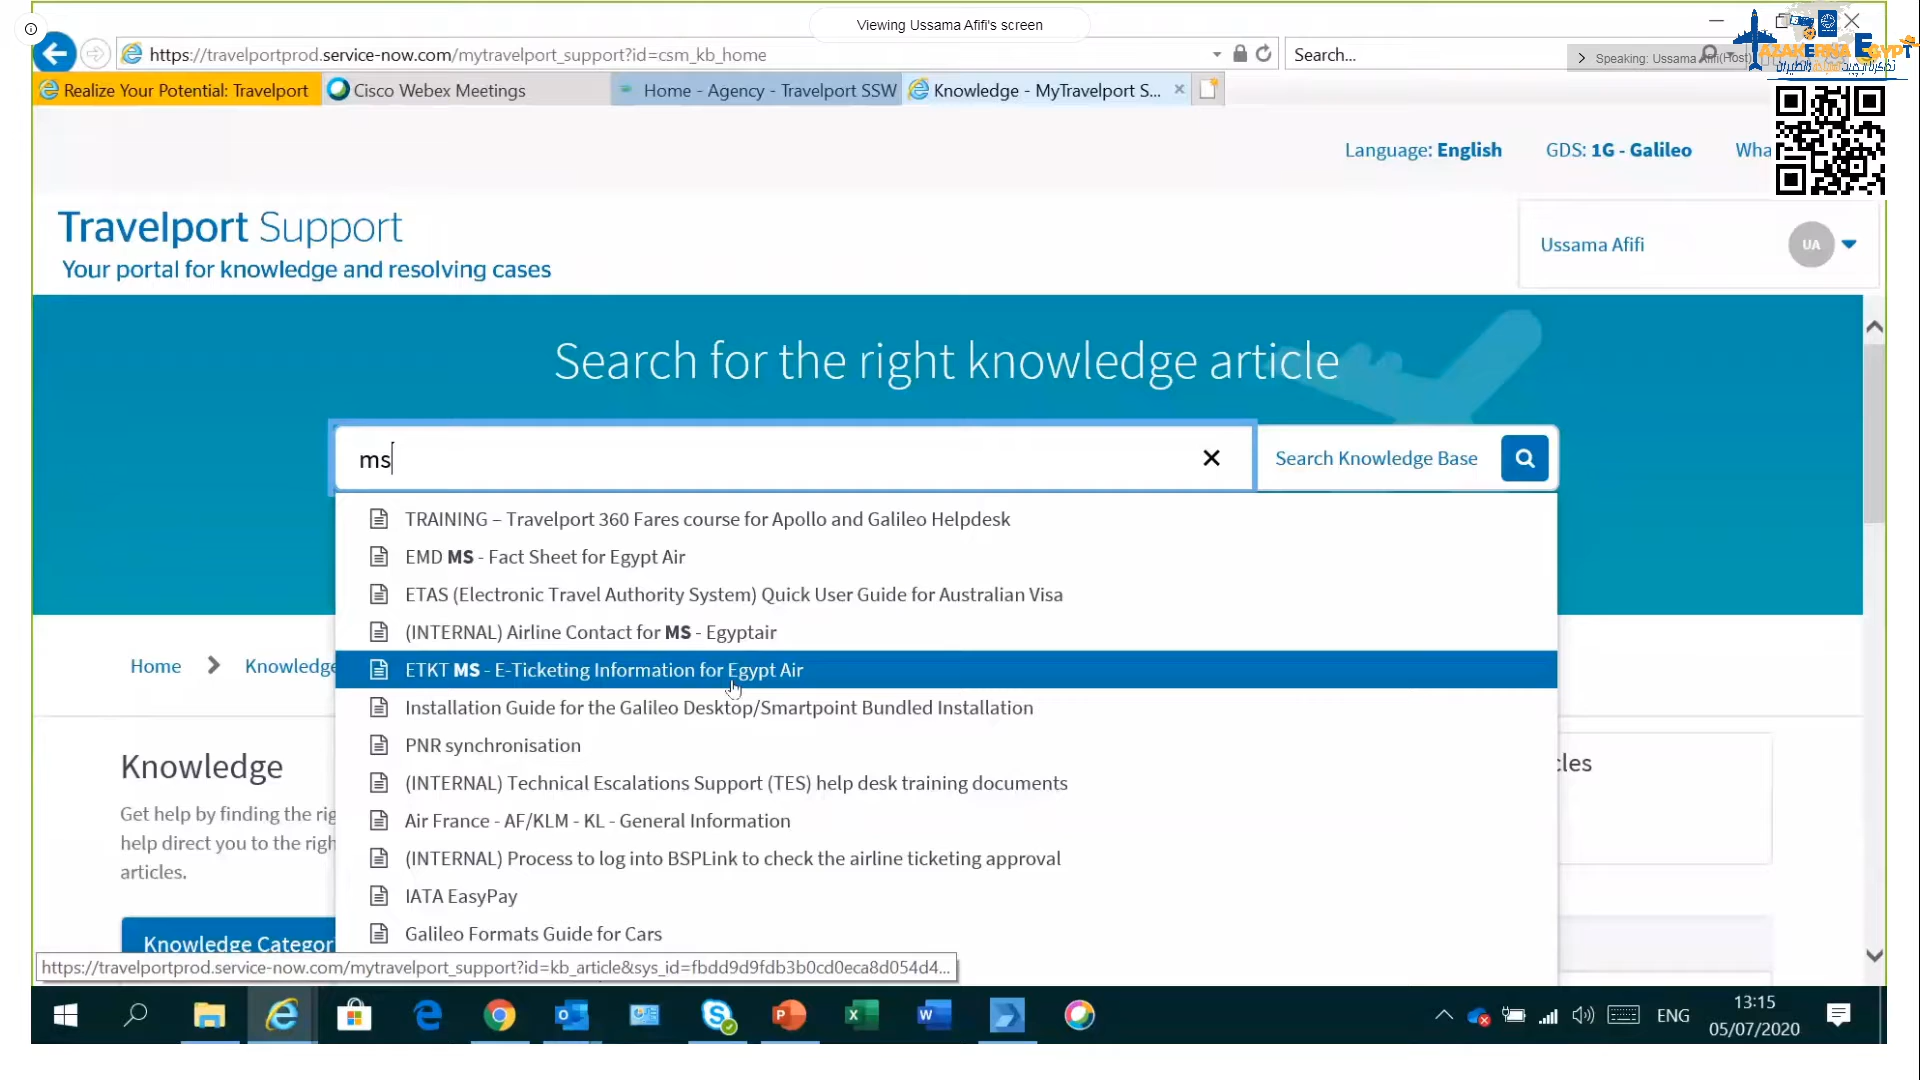 Viewing Ussama Afifi's screen
https://travelportprod.service-now.com/mytravelport_support?id=csm_kb_home
Search...
Speaking: Ussama Afifi(Host)
Realize Your Potential: Travelport
Cisco Webex Meetings
Home - Agency - Travelport SSW
Knowledge - MyTravelport S...
Language: English
GDS: 1G - Galileo
Wha
Travelport Support
Your portal for knowledge and resolving cases
Ussama Afifi
UA
Search for the right knowledge article
ms
Search Knowledge Base
TRAINING – Travelport 360 Fares course for Apollo and Galileo Helpdesk
EMD MS - Fact Sheet for Egypt Air
ETAS (Electronic Travel Authority System) Quick User Guide for Australian Visa
(INTERNAL) Airline Contact for MS - Egyptair
Home
Knowledge
ETKT MS - E-Ticketing Information for Egypt Air
Installation Guide for the Galileo Desktop/Smartpoint Bundled Installation
PNR synchronisation
(INTERNAL) Technical Escalations Support (TES) help desk training documents
Air France - AF/KLM - KL - General Information
(INTERNAL) Process to log into BSPLink to check the airline ticketing approval
IATA EasyPay
Galileo Formats Guide for Cars
Knowledge
cles
Get help by finding the rig
help direct you to the righ
articles.
Knowledge Categor
https://travelportprod.service-now.com/mytravelport_support?id=kb_article&sys_id=fbdd9d9fdb3b0cd0eca8d054d4...
ENG
13:15
05/07/2020